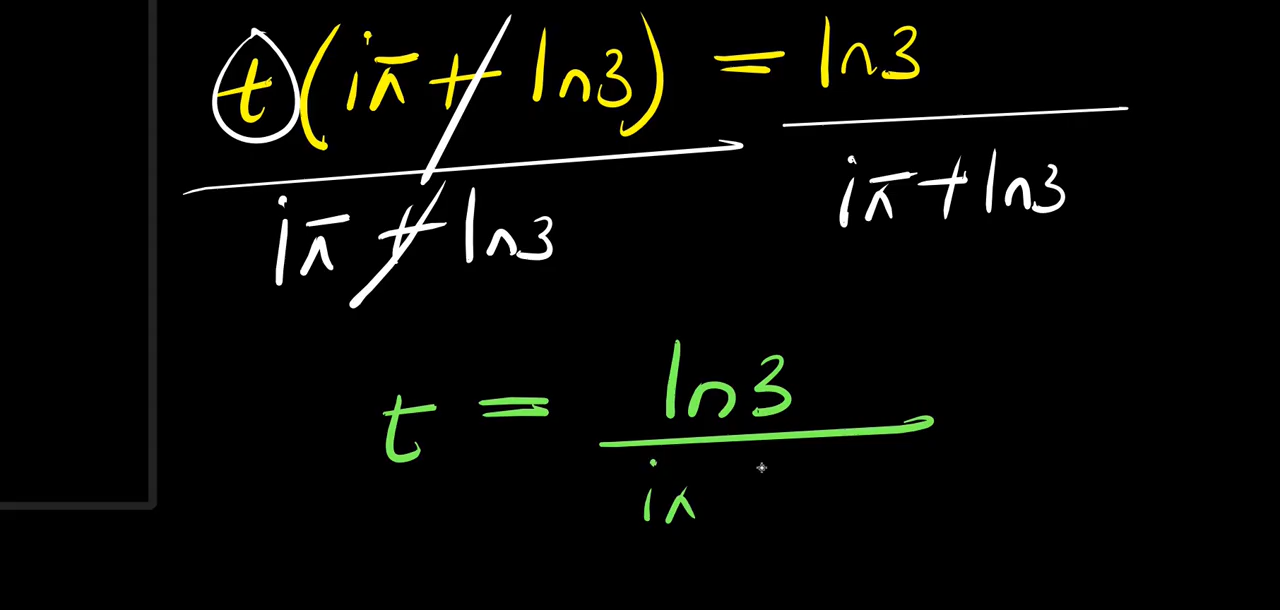 t(iπ + ln3) = ln3
iπ + ln3 iπ + ln3
t = ln3
iπ